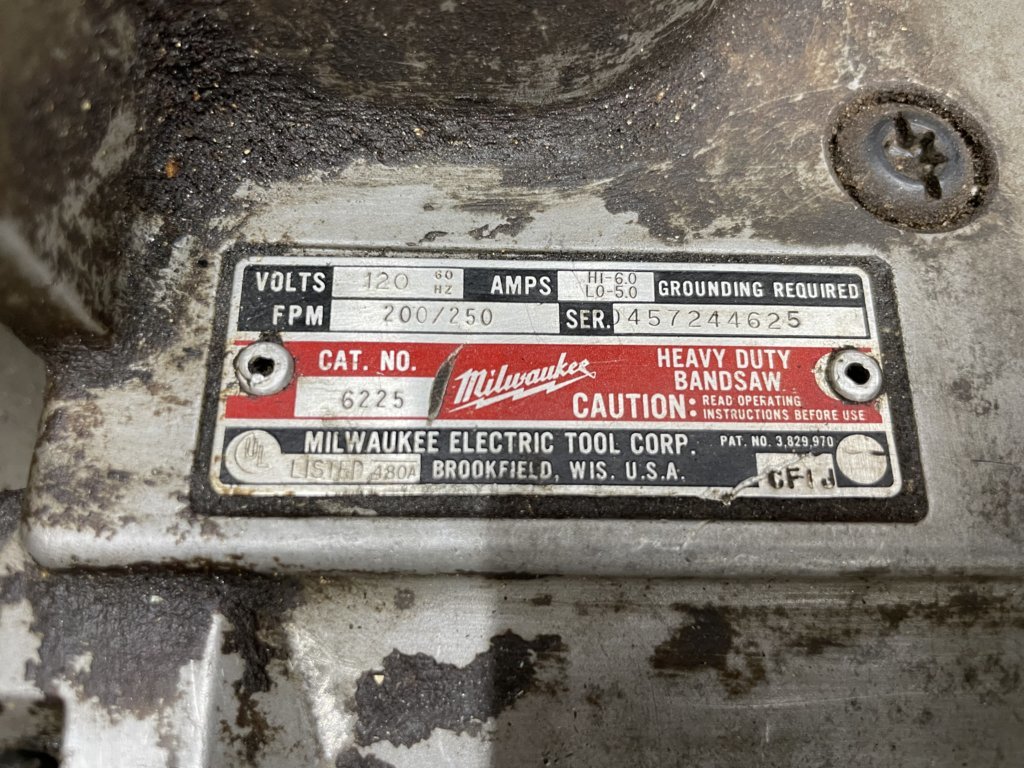 VOLTS 120 60 HZ AMPS HI-6.0 LO-5.0 GROUNDING REQUIRED
FPM 200/250 SER. 457244625
CAT. NO. Milwaukee HEAVY DUTY
6225 BANDSAW
CAUTION: READ OPERATING INSTRUCTIONS BEFORE USE
MILWAUKEE ELECTRIC TOOL CORP. PAT. NO. 3,829,970
UL LISTED 480A BROOKFIELD, WIS. U.S.A.